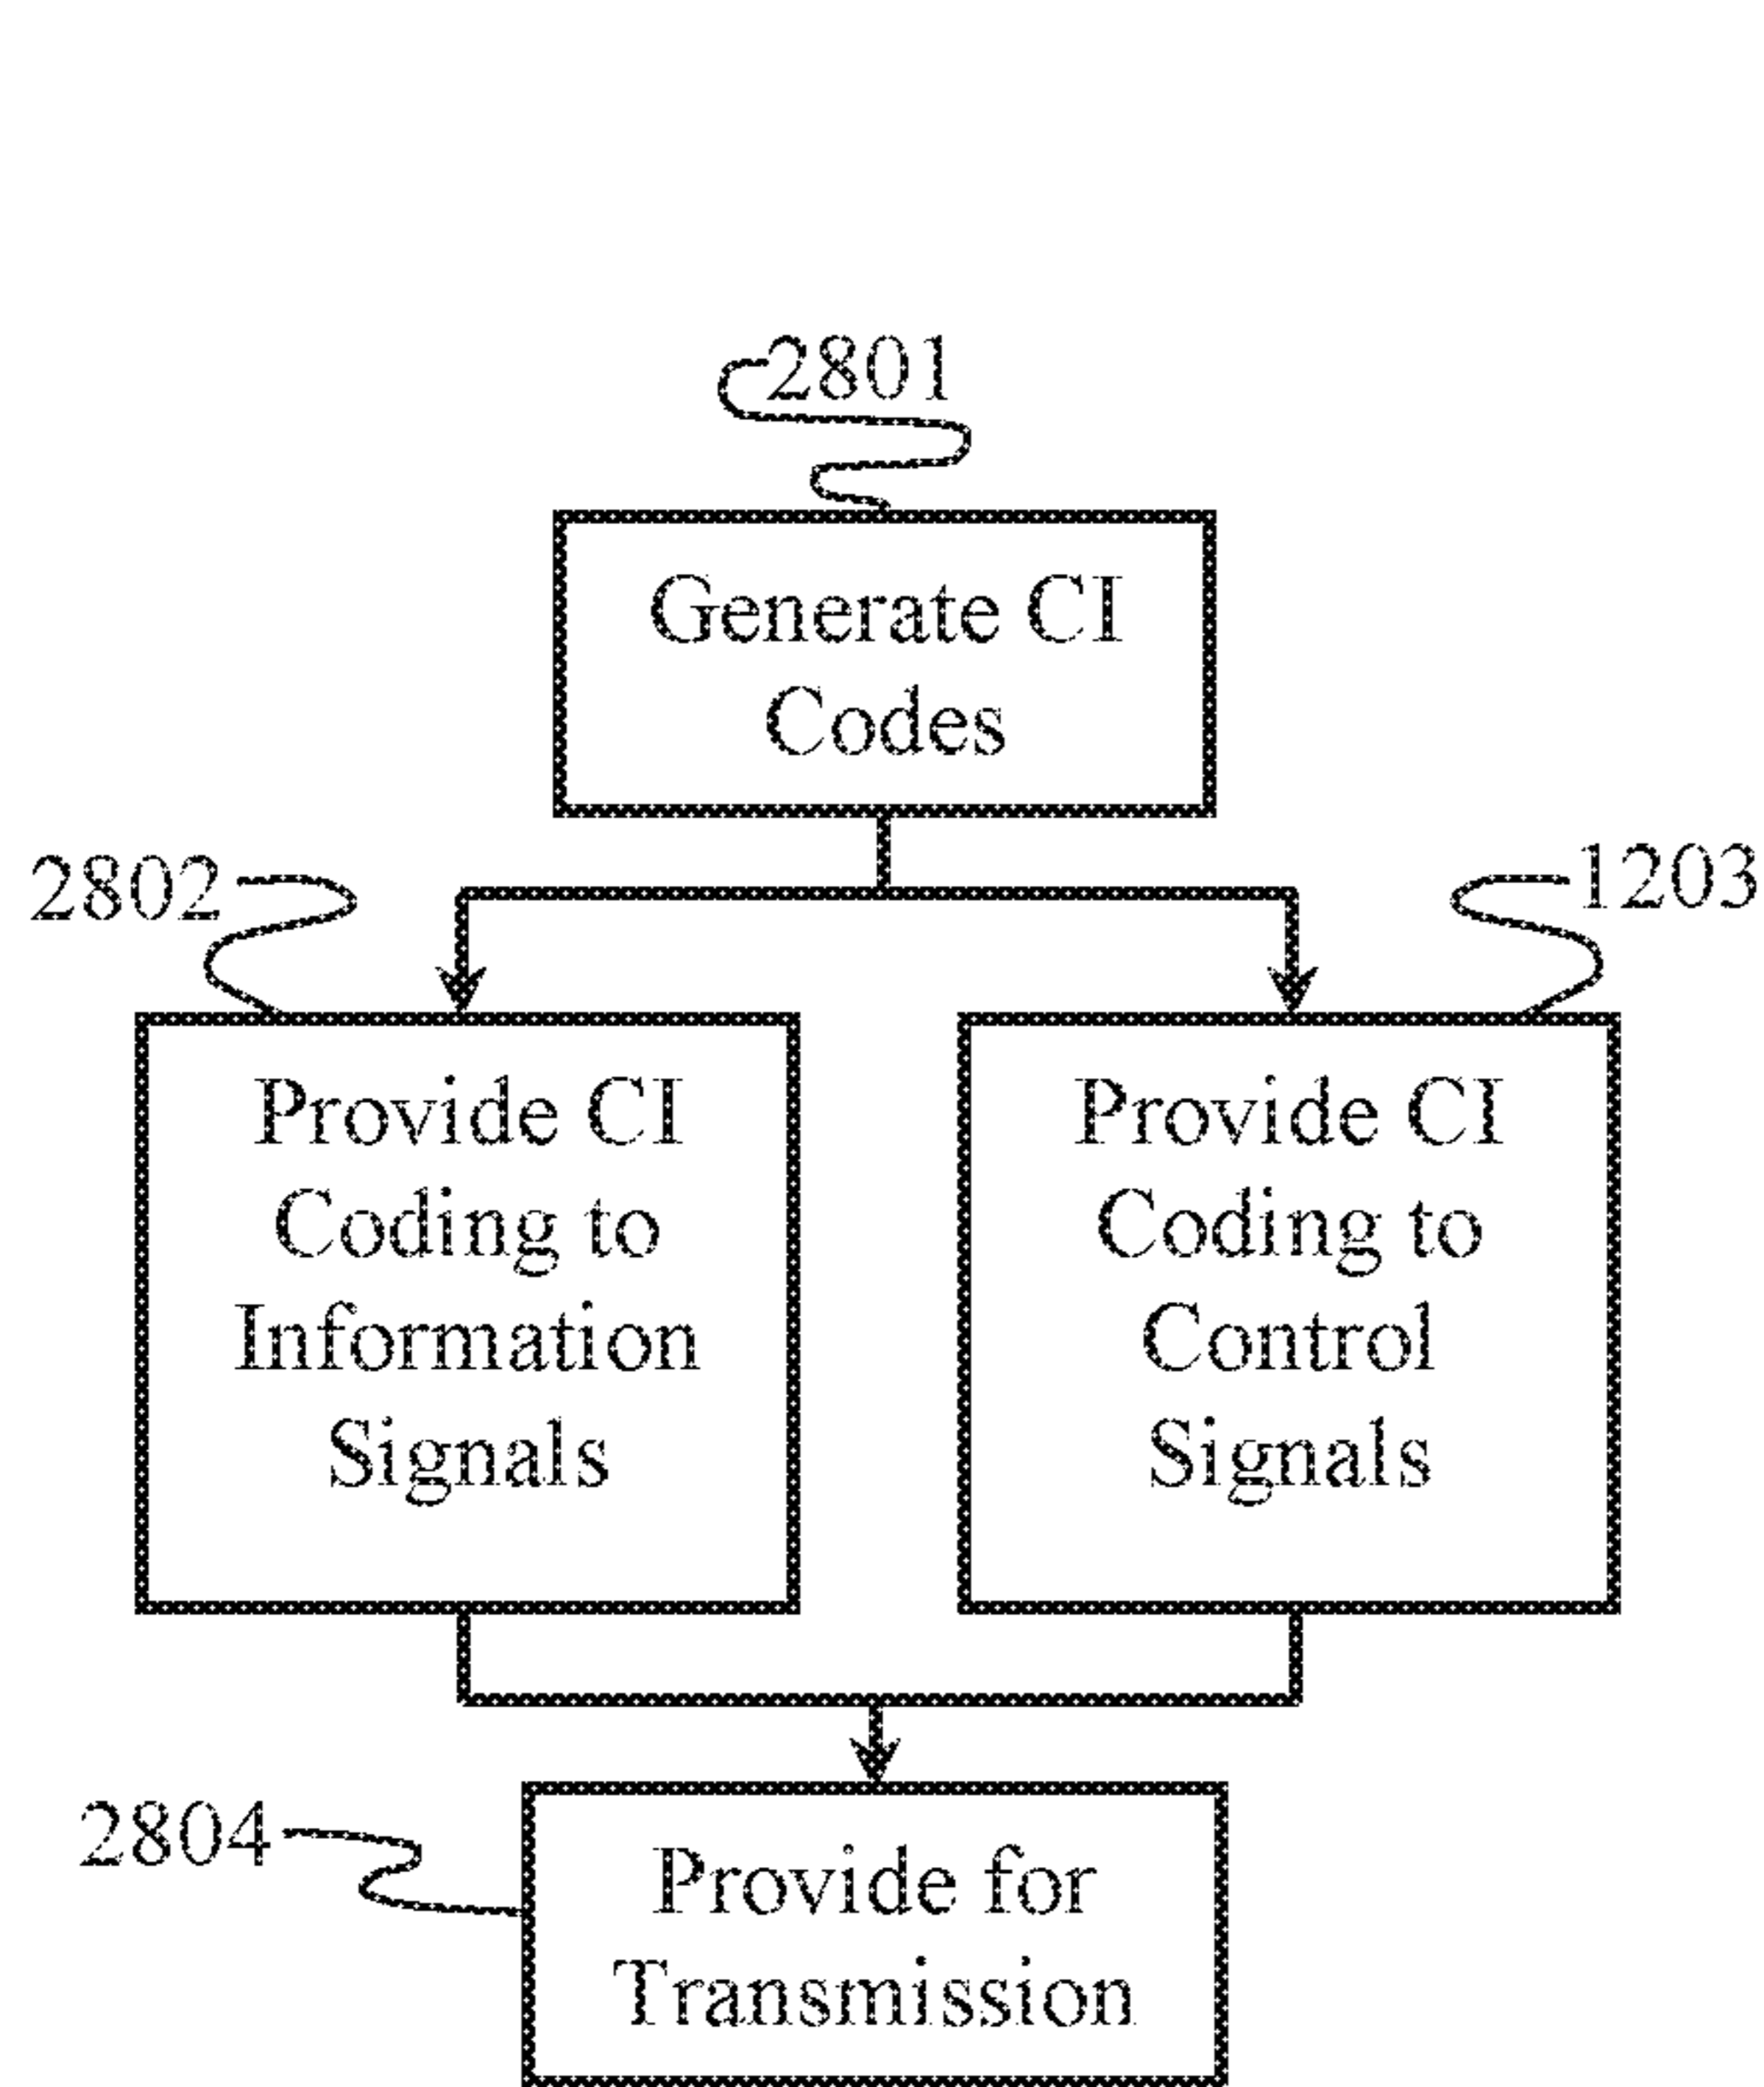 2801
Generate CI
Codes
2802
1203
Provide CI
Coding to
Information
Signals
Provide CI
Coding to
Control
Signals
2804
Provide for
Transmission